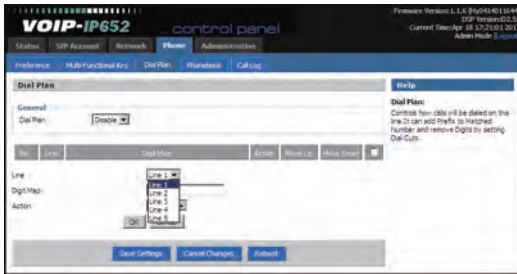 VOIP-IP652 control panel
Firmware Version: 1.1.6
Current Time: Apr 18 17:21:01 201
Admin Mode
Status SIP Account Network Phone Administration
Preference Multi-Functional Key Dial Plan Phonebook Call Log
Dial Plan
General
Dial Plan: Disable
No. Line Digit Map Action Move Up Move Down
Line Line 1
Line 1
Line 2
Line 3
Line 4
Line 5
Digit Map:
Action
OK
Save Settings Cancel Changes Reboot
Help
Dial Plan:
Controls how calls will be dialed on the
line. It can add Prefix to Matched
Number and remove Digits by setting
Dial Cuts.